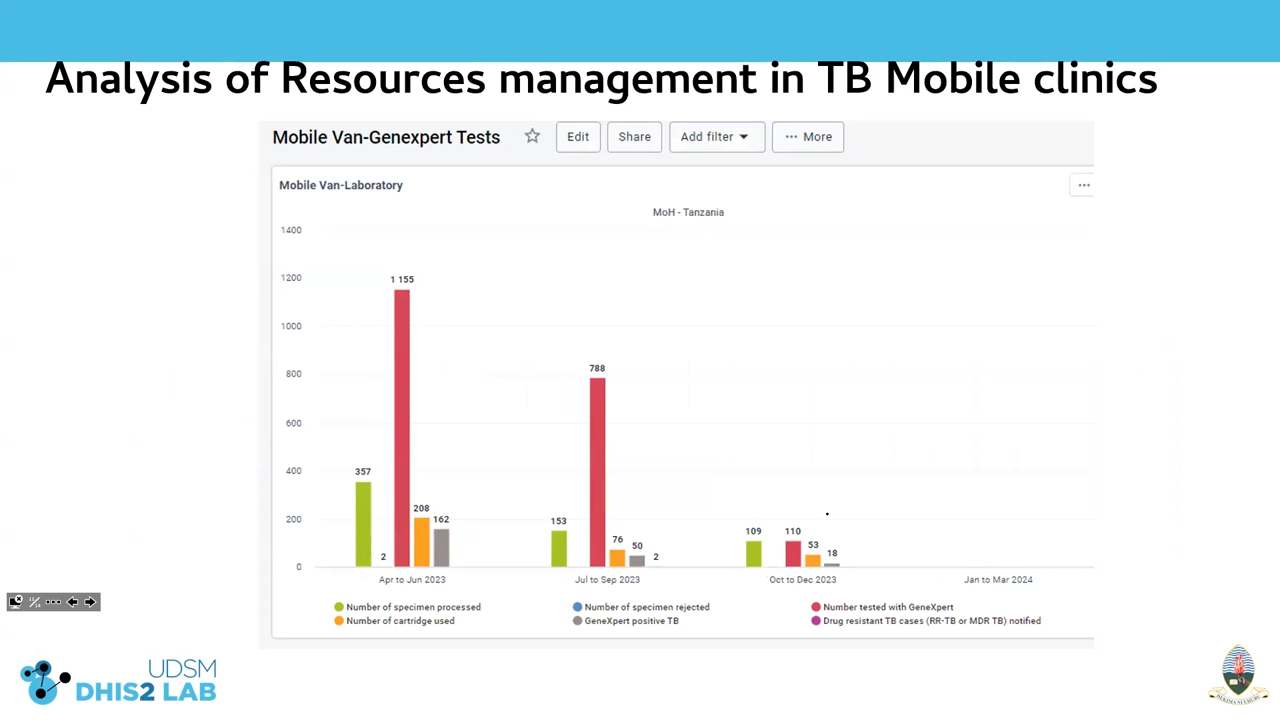 Analysis of Resources management in TB Mobile clinics
Mobile Van-Genexpert Tests
Edit
Share
Add filter
More
Mobile Van-Laboratory
MoH - Tanzania
1400
1200
1000
800
600
400
200
0
357
2
1 155
208
162
153
788
76
50
2
109
110
53
18
Apr to Jun 2023
Jul to Sep 2023
Oct to Dec 2023
Jan to Mar 2024
Number of specimen processed
Number of specimen rejected
Number tested with GeneXpert
Number of cartridge used
GeneXpert positive TB
Drug resistant TB cases (RR-TB or MDR TB) notified
UDSM
DHIS2 LAB